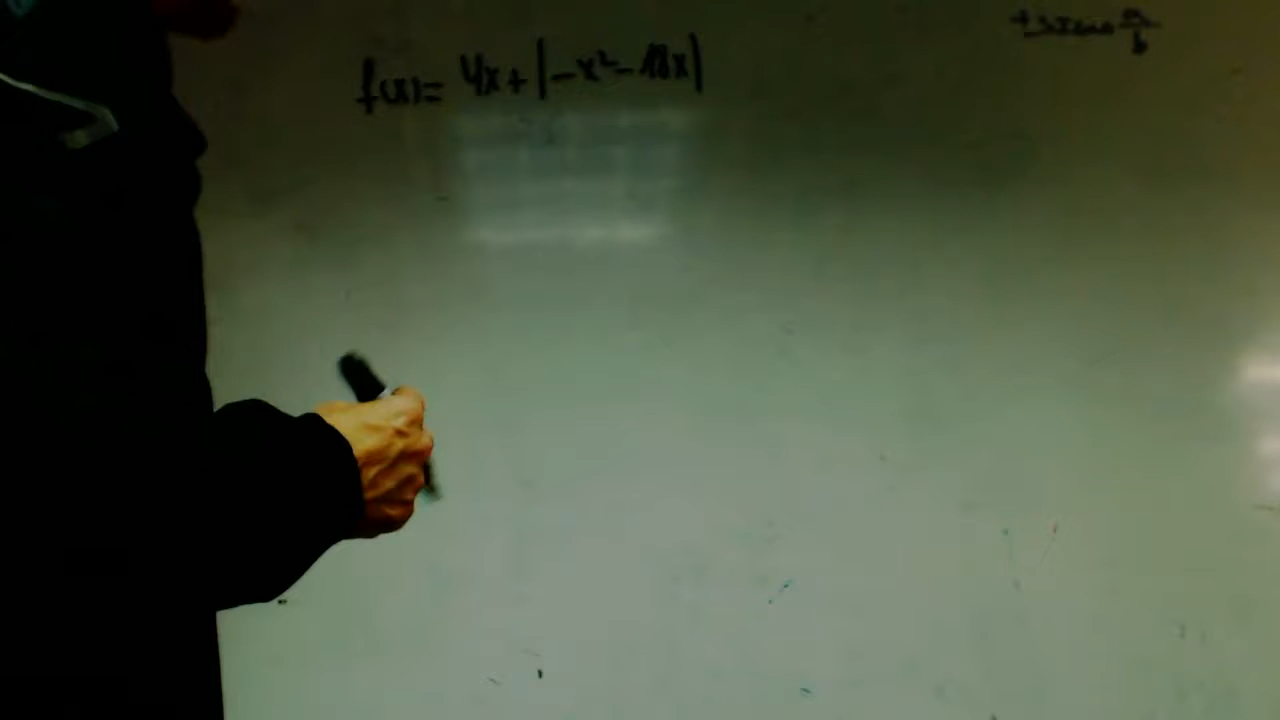 f(x) = 4x + |-x² - 18x|